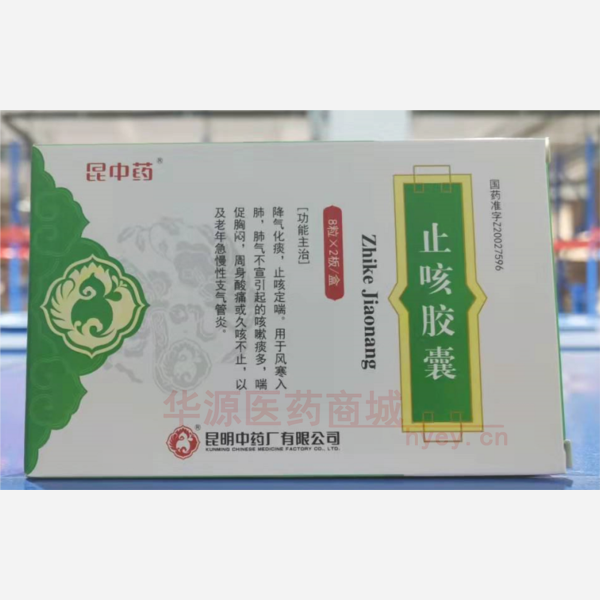 昆中药®
国药准字Z20027596
止咳胶囊
Zhike Jiaonang
8粒×2板/盒
[功能主治]
降气化痰，止咳定喘。用于风寒入
肺，肺气不宣引起的咳嗽痰多，喘
促胸闷，周身酸痛或久咳不止，以
及老年急慢性支气管炎。
华源医药商城
hyey.cn
®
昆明中药厂有限公司
KUNMING CHINESE MEDICINE FACTORY CO., LTD.